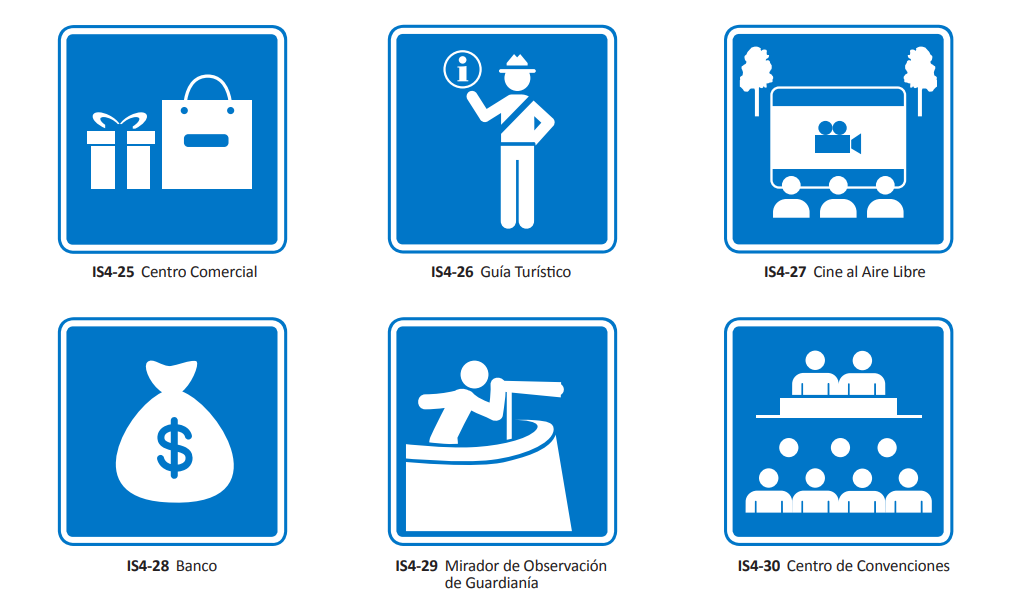 i
IS4-25 Centro Comercial
IS4-26 Guía Turístico
IS4-27 Cine al Aire Libre
$
IS4-28 Banco
IS4-29 Mirador de Observación
de Guardianía
IS4-30 Centro de Convenciones